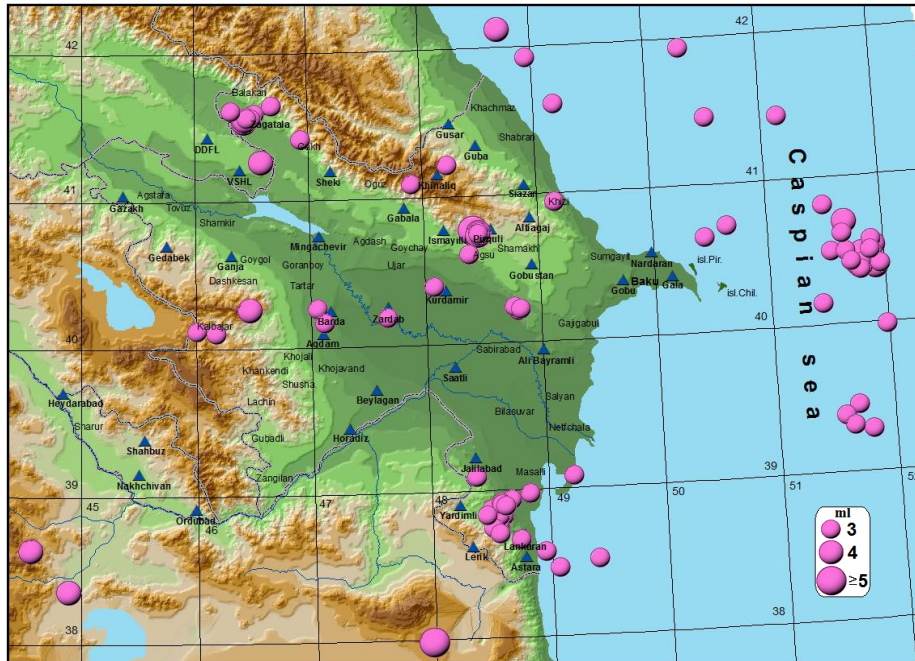 42
42
Balakan
Zagatala
Khachmaz
Gusar
Shabran
DDFL
Qakh
Guba
VSHL
Sheki
Oguz
Khinaliq
Siazan
41
41
Agstafa
Gazakh
Tovuz
Khizi
Gabala
Altiagaj
Shamkir
Mingachevir
Agdash
Goychay
Ismayilli
Pirquli
Shamakhi
Gedabek
Ganja
Goygol
Goranboy
Ujar
Agsu
Sumgayit
Nardaran
isl.Pir.
Dashkesan
Tartar
Gobustan
Gobu
Baku
Gala
isl.Chil.
Kurdamir
Kalbajar
Barda
Zardab
Gajigabul
40
40
Agdam
Sabirabad
Ali Bayramli
Khojali
Khankendi
Khojavand
Saatli
Shusha
Heydarabad
Lachin
Beylagan
Salyan
Bilasuvar
Sharur
Shahbuz
Gubadli
Horadiz
Neftchala
Zangilan
Jalilabad
Masalli
39
39
Nakhchivan
45
46
47
48
49
50
51
Ordubad
Yardimli
Lerik
Lankaran
Astara
38
38
Caspian sea
ml
3
4
≥5